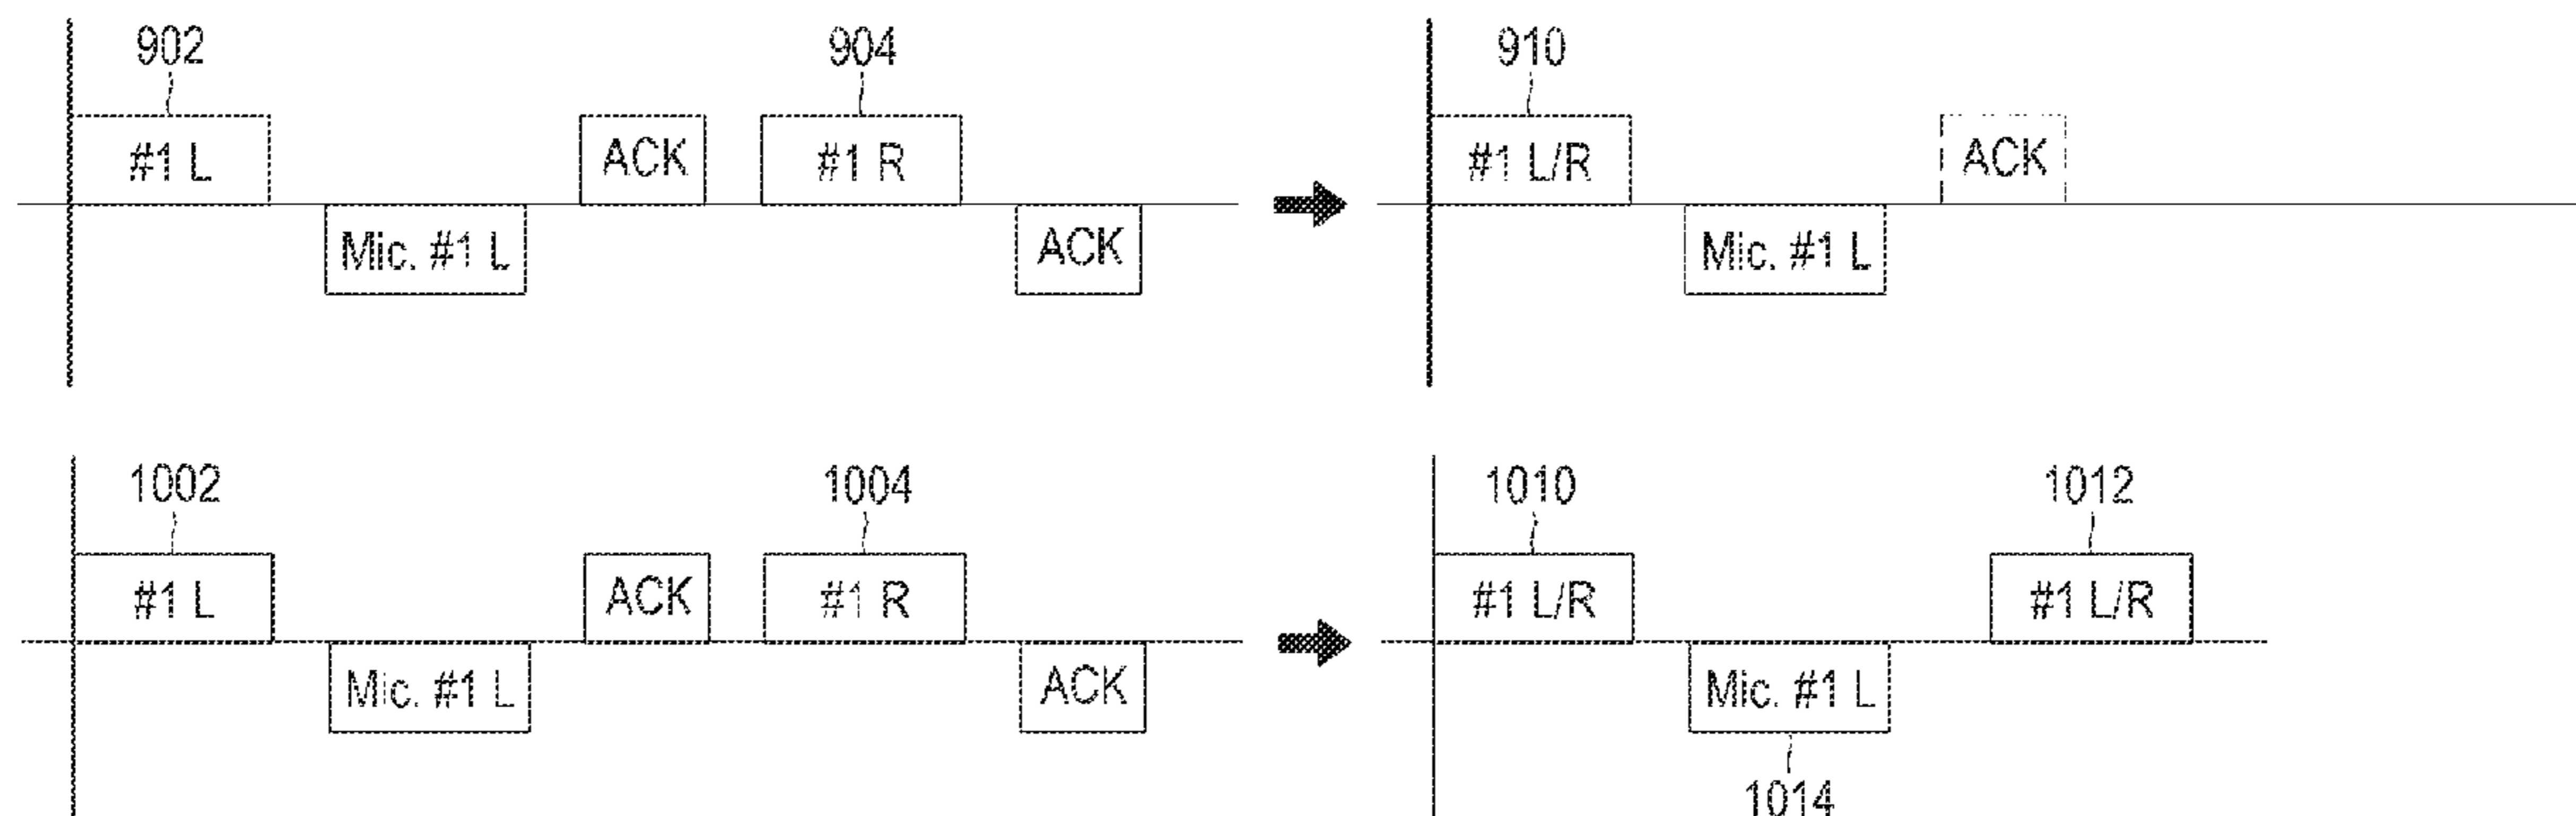 902 904 910
#1 L ACK #1 R #1 L/R ACK
Mic. #1 L ACK Mic. #1 L
1002 1004 1010 1012
#1 L ACK #1 R #1 L/R #1 L/R
Mic. #1 L ACK Mic. #1 L
1014